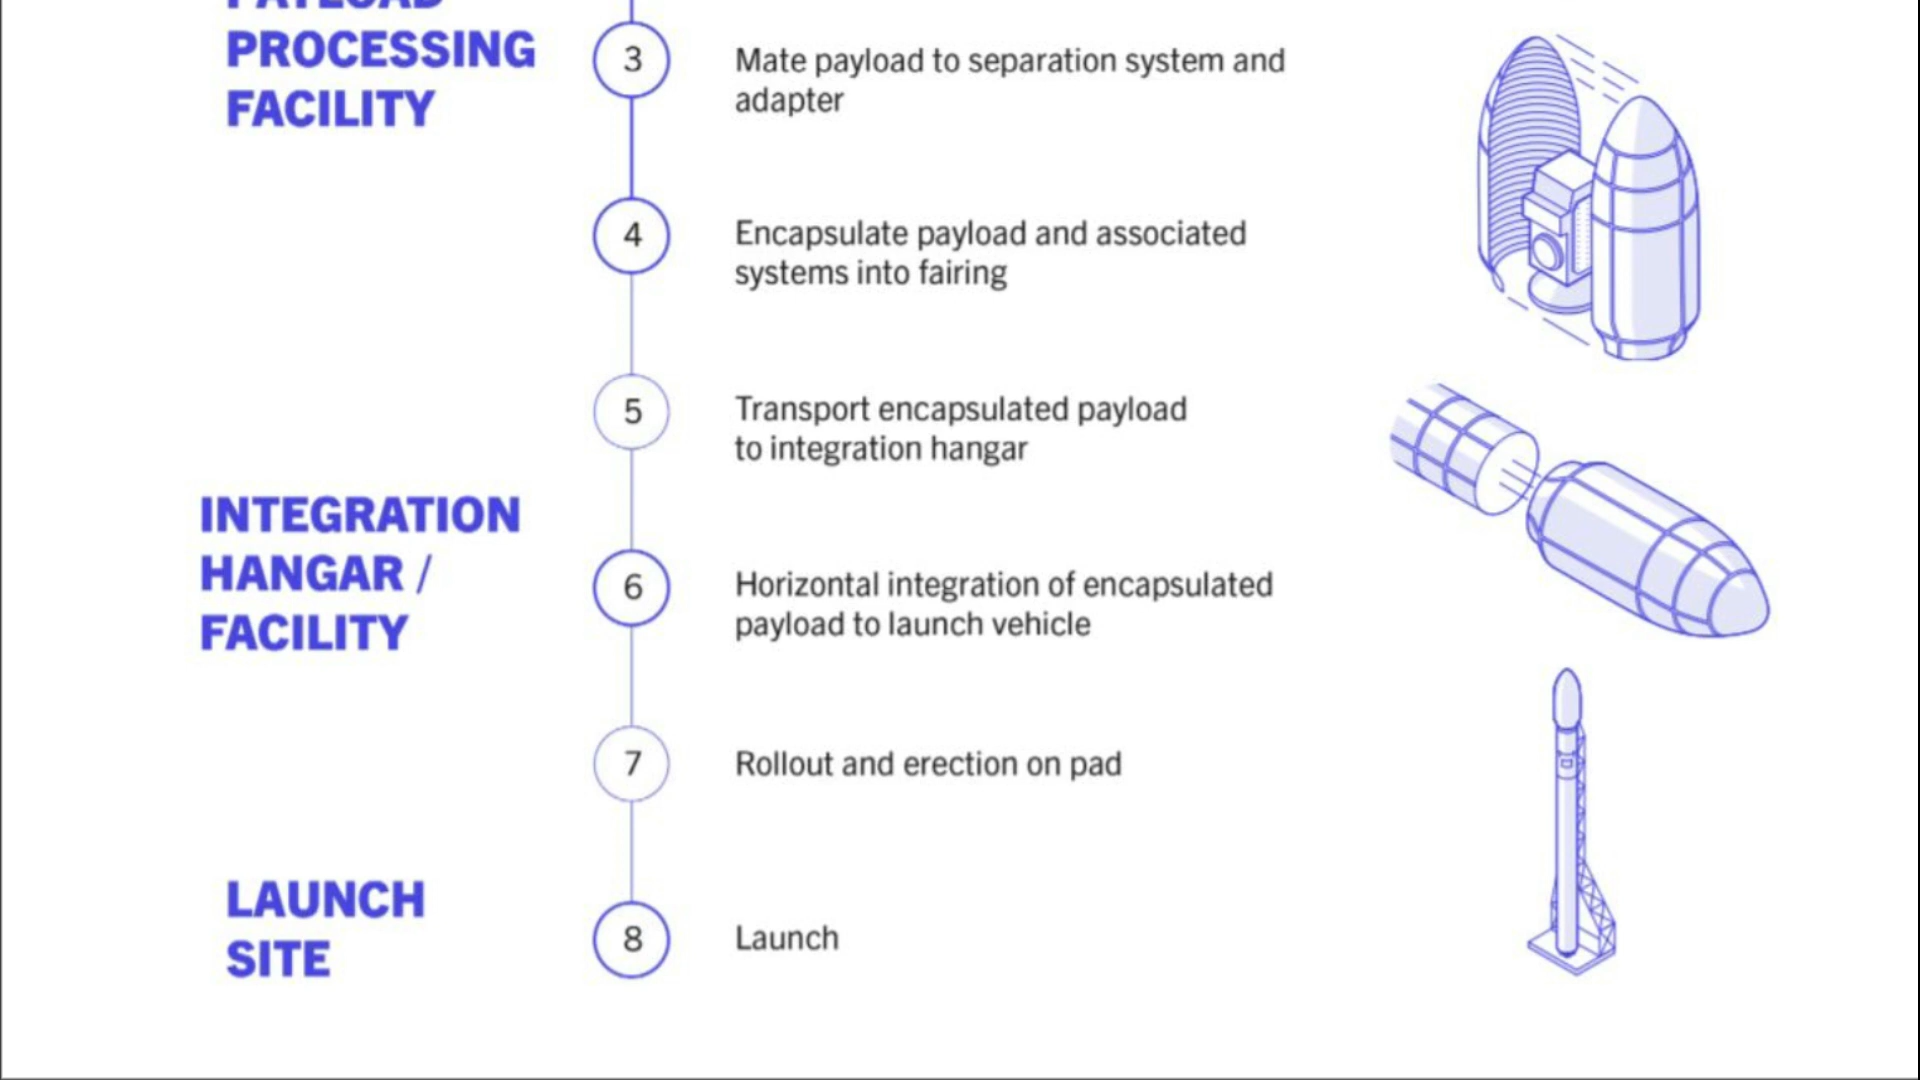 PAYLOAD
PROCESSING
FACILITY
3
Mate payload to separation system and
adapter
4
Encapsulate payload and associated
systems into fairing
5
Transport encapsulated payload
to integration hangar
INTEGRATION
HANGAR /
FACILITY
6
Horizontal integration of encapsulated
payload to launch vehicle
7
Rollout and erection on pad
LAUNCH
SITE
8
Launch